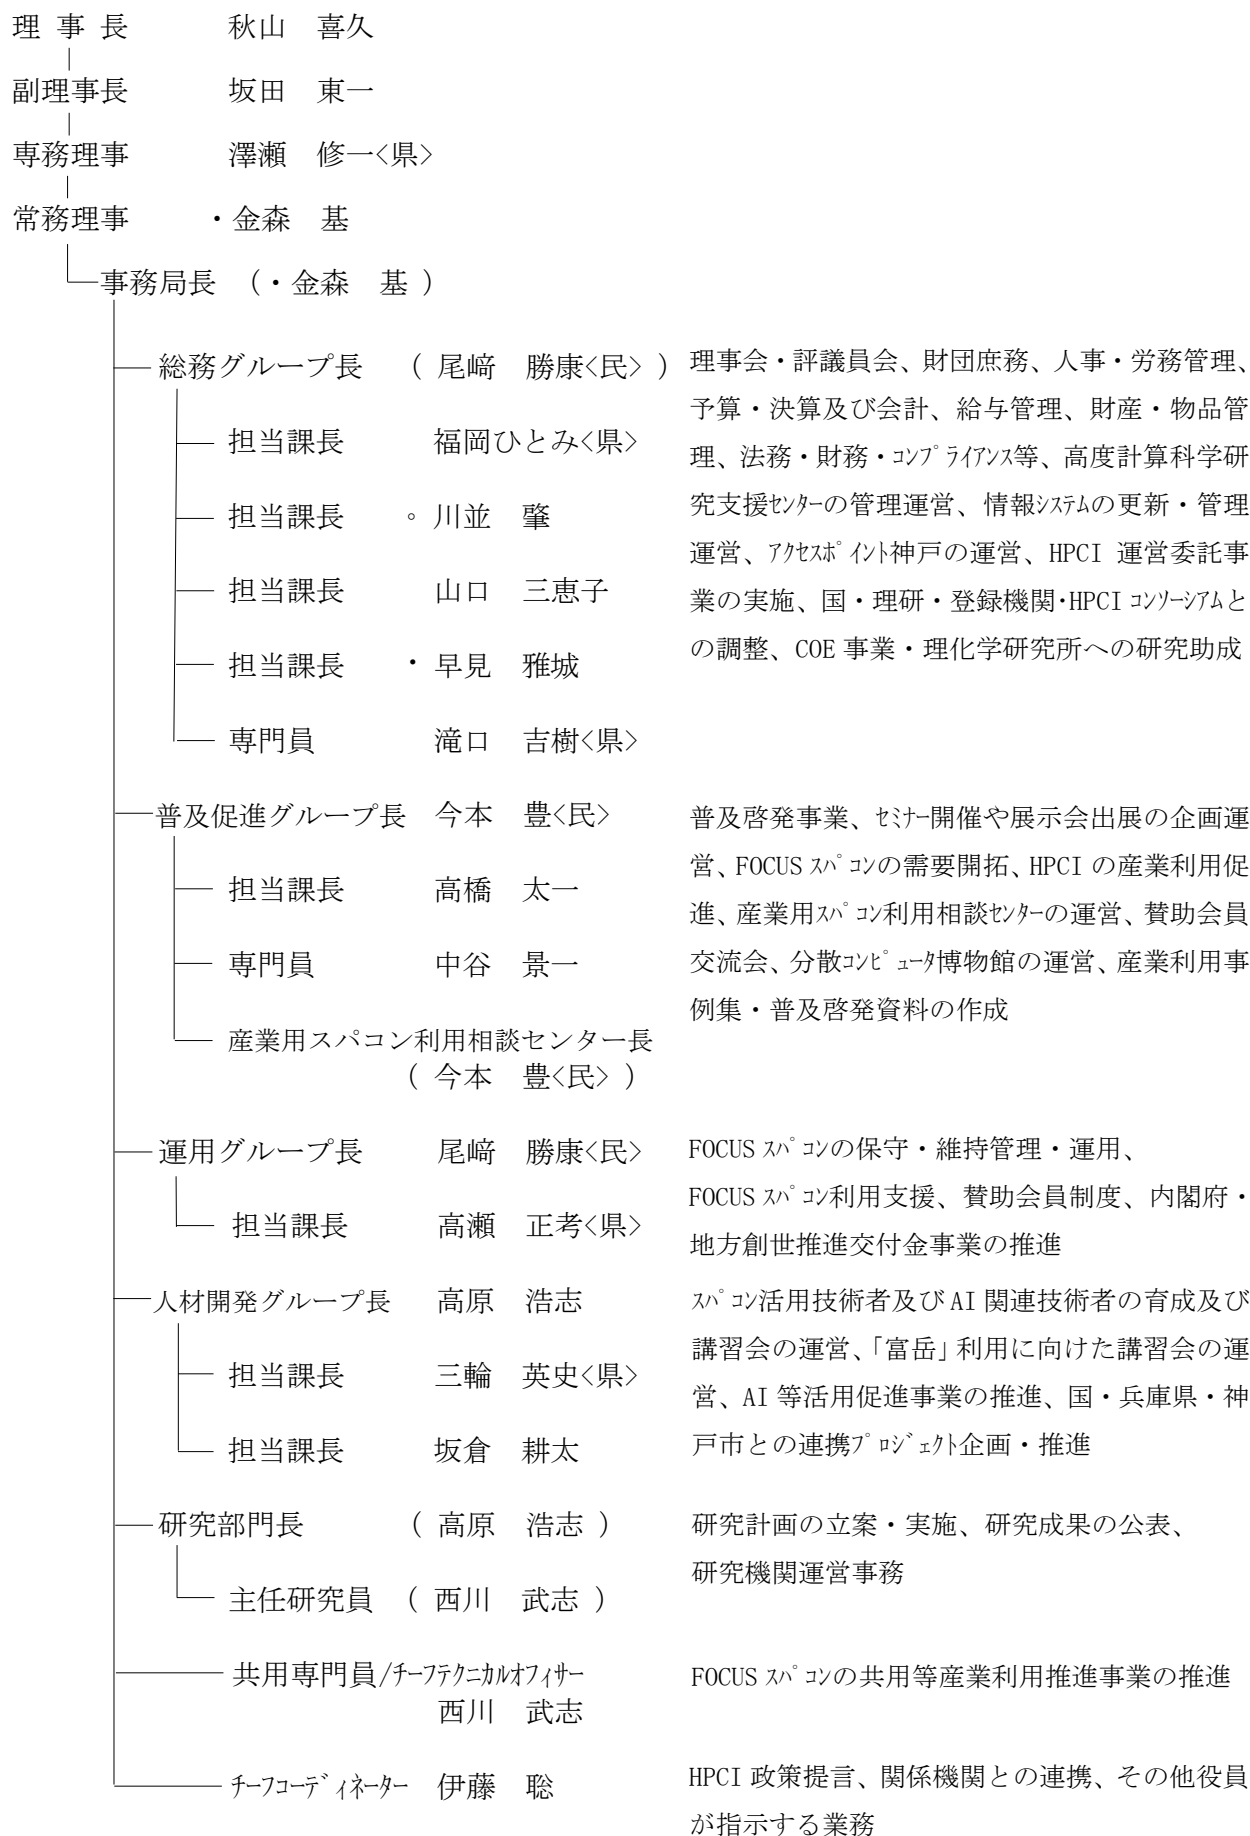 理 事 長　　　秋山　喜久
副理事長　　　坂田　東一
専務理事　　　澤瀬　修一<県>
常務理事　　・金森　基
事務局長　（・金森　基 ）
総務グループ長　（ 尾﨑　勝康<民> ）
担当課長　　　福岡ひとみ<県>
担当課長　　。川並　肇
担当課長　　　山口　三恵子
担当課長　　・早見　雅城
専門員　　　　滝口　吉樹<県>
理事会・評議員会、財団庶務、人事・労務管理、
予算・決算及び会計、給与管理、財産・物品管
理、法務・財務・ｺﾝﾌﾟﾗｲｱﾝｽ等、高度計算科学研
究支援ｾﾝﾀｰの管理運営、情報ｼｽﾃﾑの更新・管理
運営、ｱｸｾｽﾎﾟｲﾝﾄ神戸の運営、HPCI 運営委託事
業の実施、国・理研・登録機関･HPCI ｺﾝｿｰｼｱﾑと
の調整、COE 事業・理化学研究所への研究助成
普及促進グループ長　今本　豊<民>
担当課長　　　高橋　太一
専門員　　　　中谷　景一
産業用スパコン利用相談センター長
（ 今本　豊<民> ）
普及啓発事業、ｾﾐﾅｰ開催や展示会出展の企画運
営、FOCUS ｽﾊﾟｺﾝの需要開拓、HPCI の産業利用促
進、産業用ｽﾊﾟｺﾝ利用相談ｾﾝﾀｰの運営、賛助会員
交流会、分散ｺﾝﾋﾟｭｰﾀ博物館の運営、産業利用事
例集・普及啓発資料の作成
運用グループ長　　尾﨑　勝康<民>
担当課長　　　高瀬　正考<県>
FOCUS ｽﾊﾟｺﾝの保守・維持管理・運用、
FOCUS ｽﾊﾟｺﾝ利用支援、賛助会員制度、内閣府・
地方創世推進交付金事業の推進
人材開発グループ長　高原　浩志
担当課長　　　三輪　英史<県>
担当課長　　　坂倉　耕太
ｽﾊﾟｺﾝ活用技術者及び AI 関連技術者の育成及び
講習会の運営、「富岳」利用に向けた講習会の運
営、AI 等活用促進事業の推進、国・兵庫県・神
戸市との連携ﾌﾟﾛｼﾞｪｸﾄ企画・推進
研究部門長　　　（ 高原　浩志 ）
主任研究員　（ 西川　武志 ）
研究計画の立案・実施、研究成果の公表、
研究機関運営事務
共用専門員/ﾁｰﾌﾃｸﾆｶﾙｵﾌｨｻｰ
西川　武志
FOCUS ｽﾊﾟｺﾝの共用等産業利用推進事業の推進
ﾁｰﾌｺｰﾃﾞｨﾈｰﾀｰ　伊藤　聡
HPCI 政策提言、関係機関との連携、その他役員
が指示する業務